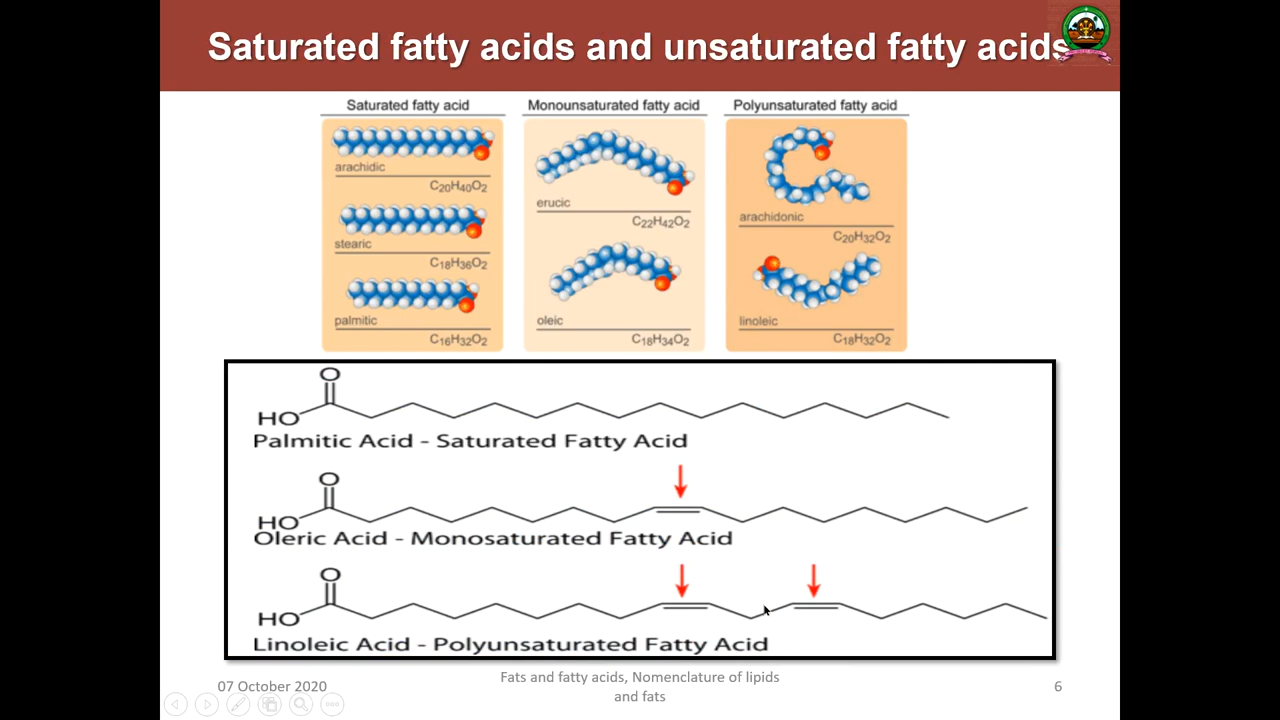 Saturated fatty acids and unsaturated fatty acids
Saturated fatty acid
Monounsaturated fatty acid
Polyunsaturated fatty acid
arachidic
C20H40O2
stearic
C18H36O2
palmitic
C16H32O2
erucic
C22H42O2
oleic
C18H34O2
arachidonic
C20H32O2
linoleic
C18H32O2
O
HO
Palmitic Acid - Saturated Fatty Acid
O
HO
Oleric Acid - Monosaturated Fatty Acid
O
HO
Linoleic Acid - Polyunsaturated Fatty Acid
07 October 2020
Fats and fatty acids, Nomenclature of lipids
and fats
6